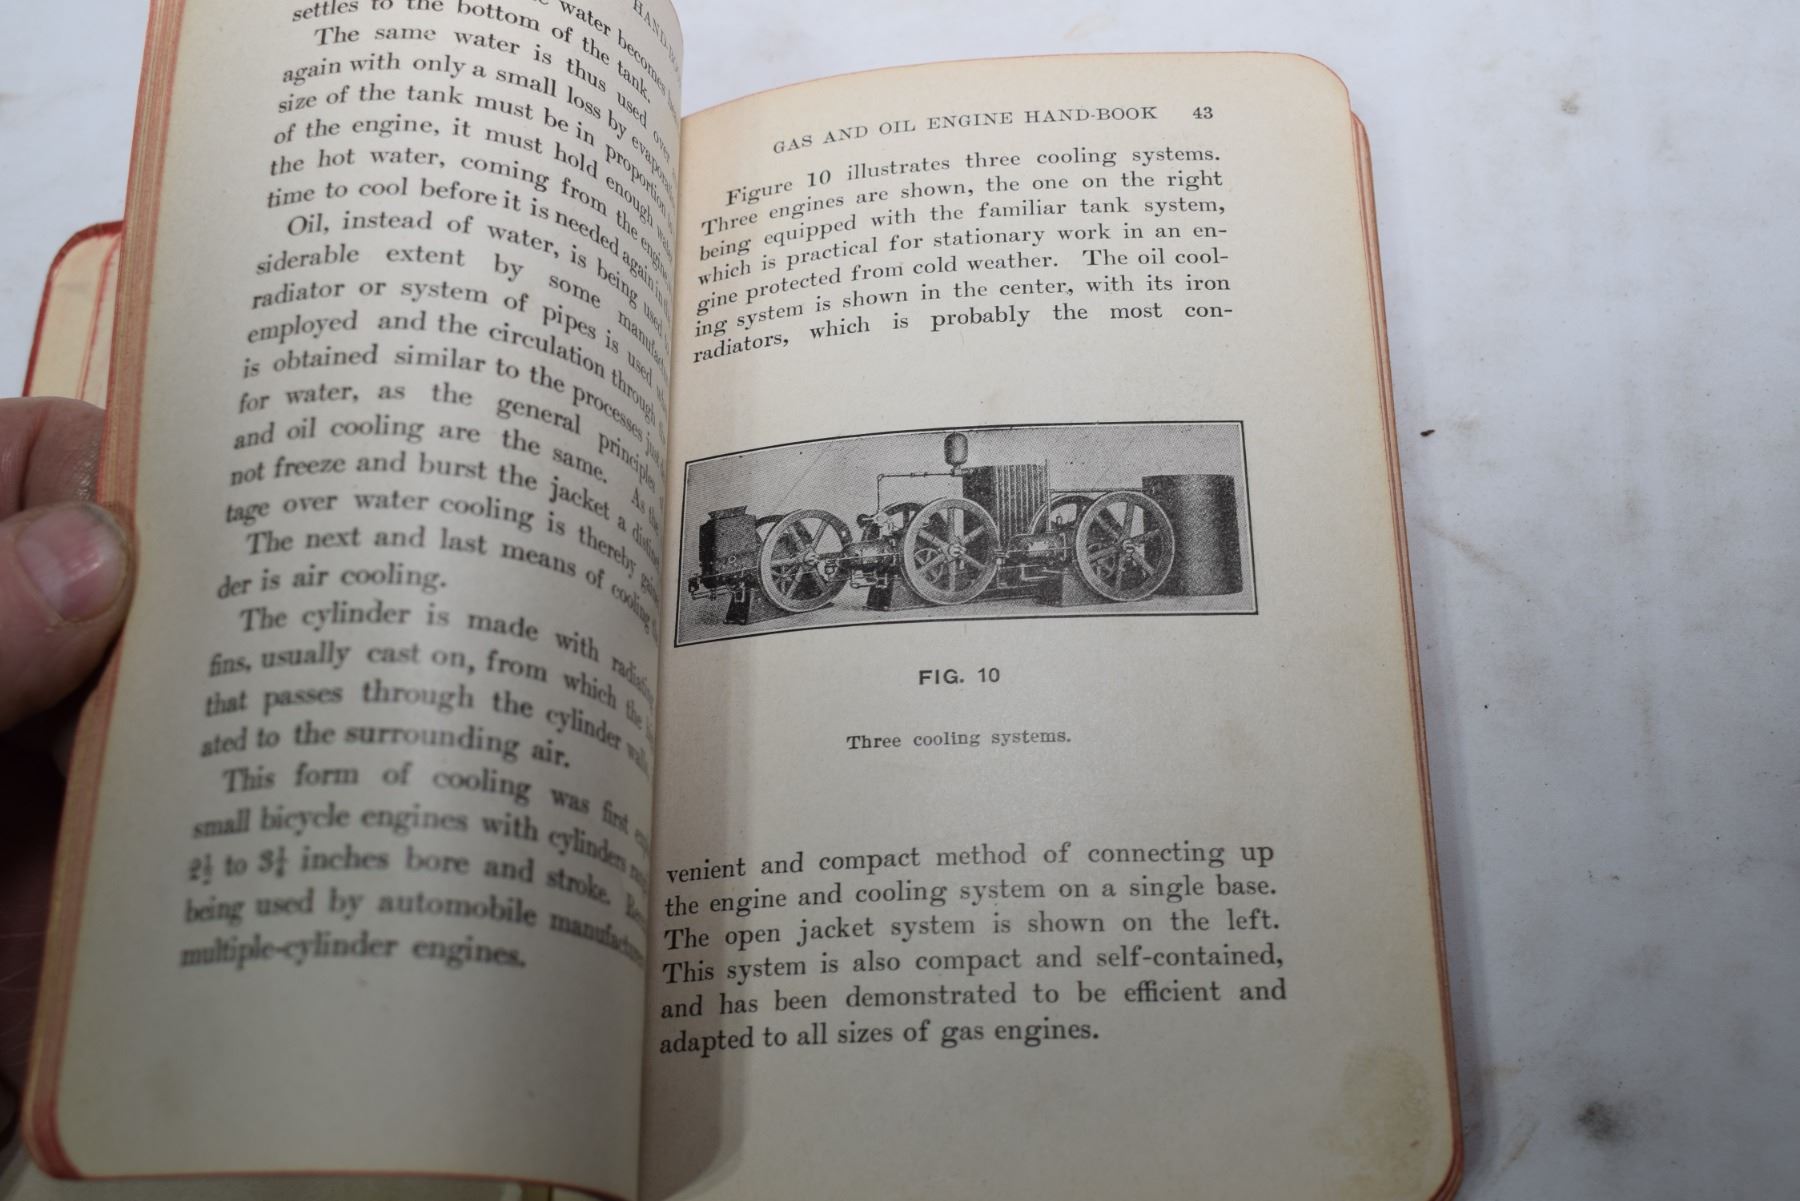 HAND-BOO
water becomes
settles to the bottom of the tank.
The same water is thus used over
again with only a small loss by evapora
size of the tank must be in proportion
of the engine, it must hold enough wate
the hot water, coming from the engine
time to cool before it is needed again in
Oil, instead of water, is being used
siderable extent by some manufac
radiator or system of pipes is used
employed and the circulation through
is obtained similar to the processes just
for water, as the general principles
and oil cooling are the same. As the
not freeze and burst the jacket a distinct
tage over water cooling is thereby gain
The next and last means of cooling
der is air cooling.
The cylinder is made with radiating
fins, usually cast on, from which the
that passes through the cylinder walls
ated to the surrounding air.
This form of cooling was first
small bicycle engines with cylinders
2½ to 3¼ inches bore and stroke.
being used by automobile manufacturers
multiple-cylinder engines.
GAS AND OIL ENGINE HAND-BOOK 43
Figure 10 illustrates three cooling systems.
Three engines are shown, the one on the right
being equipped with the familiar tank system,
which is practical for stationary work in an en-
gine protected from cold weather. The oil cool-
ing system is shown in the center, with its iron
radiators, which is probably the most con-
FIG. 10
Three cooling systems.
venient and compact method of connecting up
the engine and cooling system on a single base.
The open jacket system is shown on the left.
This system is also compact and self-contained,
and has been demonstrated to be efficient and
adapted to all sizes of gas engines.